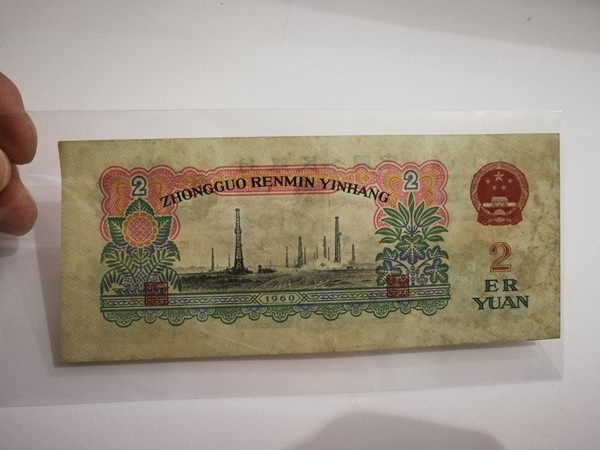 2
2
ZHONGGUO RENMIN YINHANG
1960
2
ER
YUAN